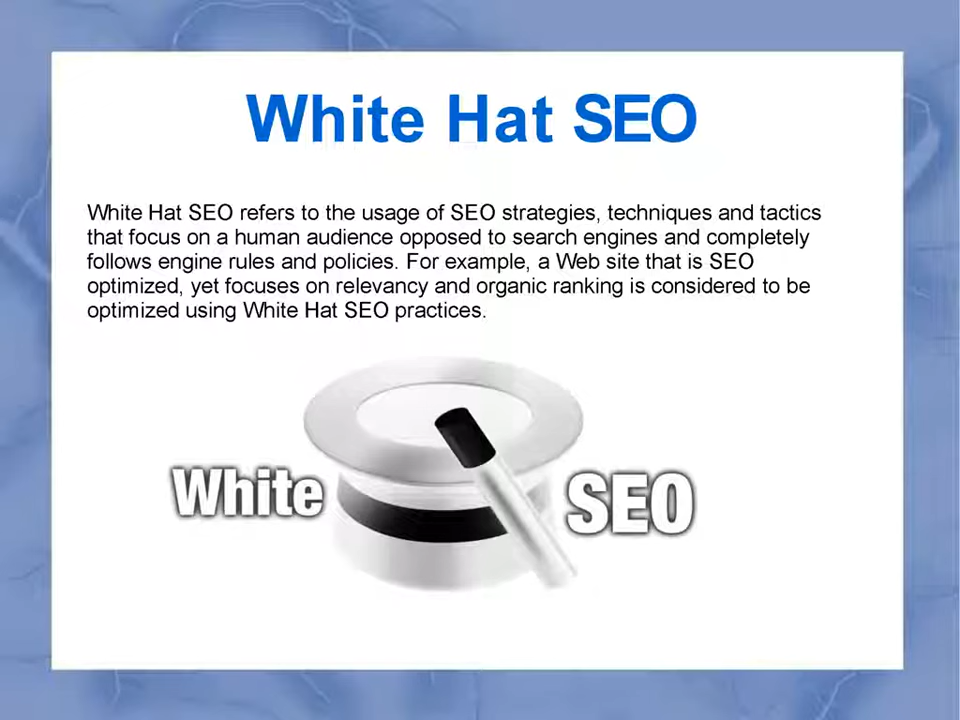 White Hat SEO
White Hat SEO refers to the usage of SEO strategies, techniques and tactics
that focus on a human audience opposed to search engines and completely
follows engine rules and policies. For example, a Web site that is SEO
optimized, yet focuses on relevancy and organic ranking is considered to be
optimized using White Hat SEO practices.
White SEO